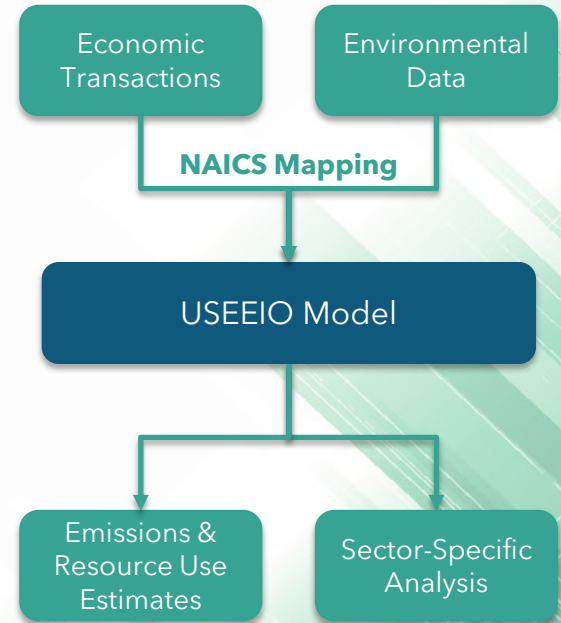 Economic
Transactions
Environmental
Data
NAICS Mapping
USEEIO Model
Emissions &
Resource Use
Estimates
Sector-Specific
Analysis